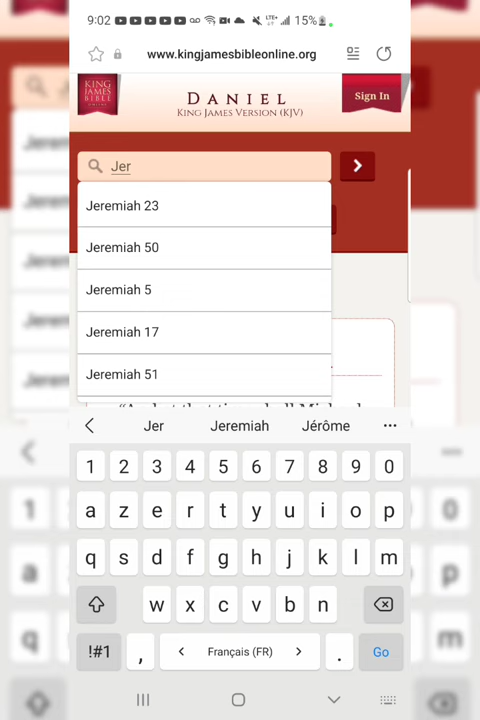 9:02 LTE+ 15%
www.kingjamesbibleonline.org
KING JAMES BIBLE ONLINE
DANIEL
KING JAMES VERSION (KJV)
Sign In
Jer
Jeremiah 23
Jeremiah 50
Jeremiah 5
Jeremiah 17
Jeremiah 51
Jer Jeremiah Jérôme ...
1 2 3 4 5 6 7 8 9 0
a z e r t y u i o p
q s d f g h j k l m
w x c v b n
!#1 , < Français (FR) > . Go